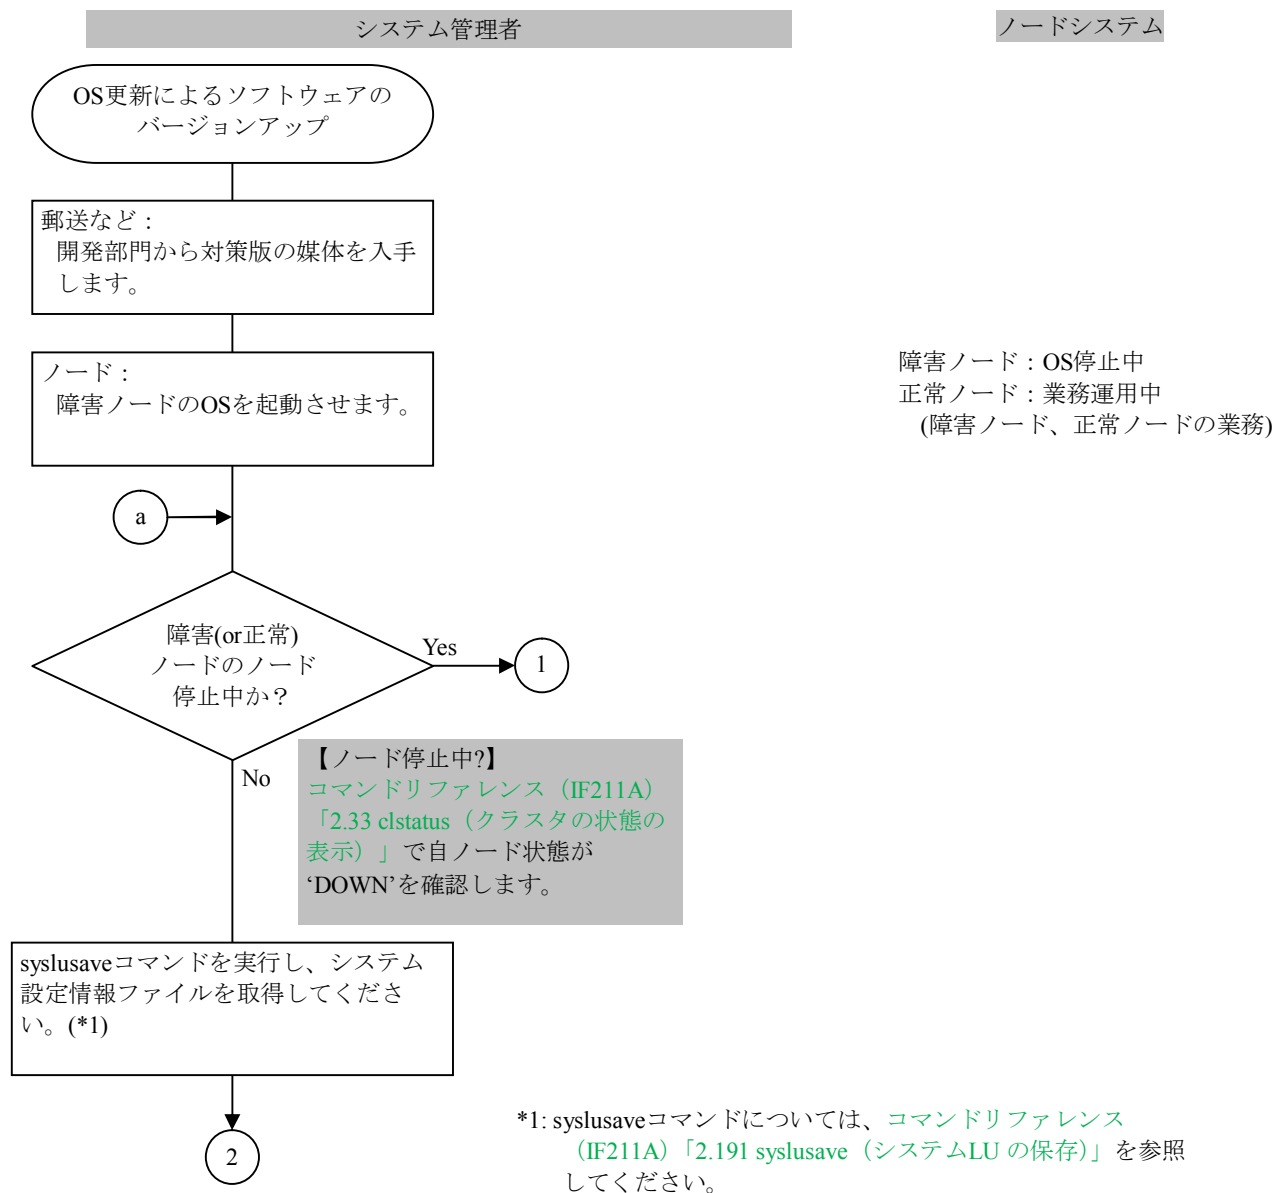 システム管理者
ノードシステム
OS更新によるソフトウェアの
バージョンアップ
郵送など：
開発部門から対策版の媒体を入手
します。
ノード：
障害ノードのOSを起動させます。
障害ノード：OS停止中
正常ノード：業務運用中
(障害ノード、正常ノードの業務)
a
障害(or正常)
ノードのノード
停止中か？
Yes
1
No
【ノード停止中?】
コマンドリファレンス（IF211A）
「2.33 clstatus（クラスタの状態の
表示）」で自ノード状態が
‘DOWN’を確認します。
syslusaveコマンドを実行し、システム
設定情報ファイルを取得してくださ
い。(*1)
2
*1: syslusaveコマンドについては、コマンドリファレンス
（IF211A）「2.191 syslusave（システムLU の保存）」を参照
してください。